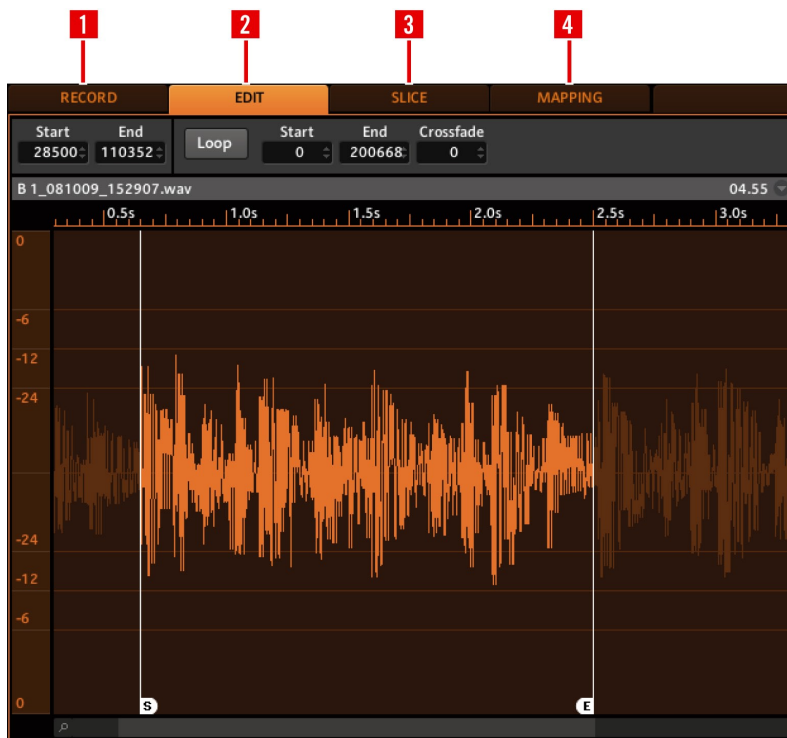 1 2 3 4
RECORD EDIT SLICE MAPPING
Start End Loop Start End Crossfade
28500 110352 0 200668 0
B 1_081009_152907.wav 04.55
0.5s 1.0s 1.5s 2.0s 2.5s 3.0s
0
-6
-12
-24
-24
-12
-6
0
S E